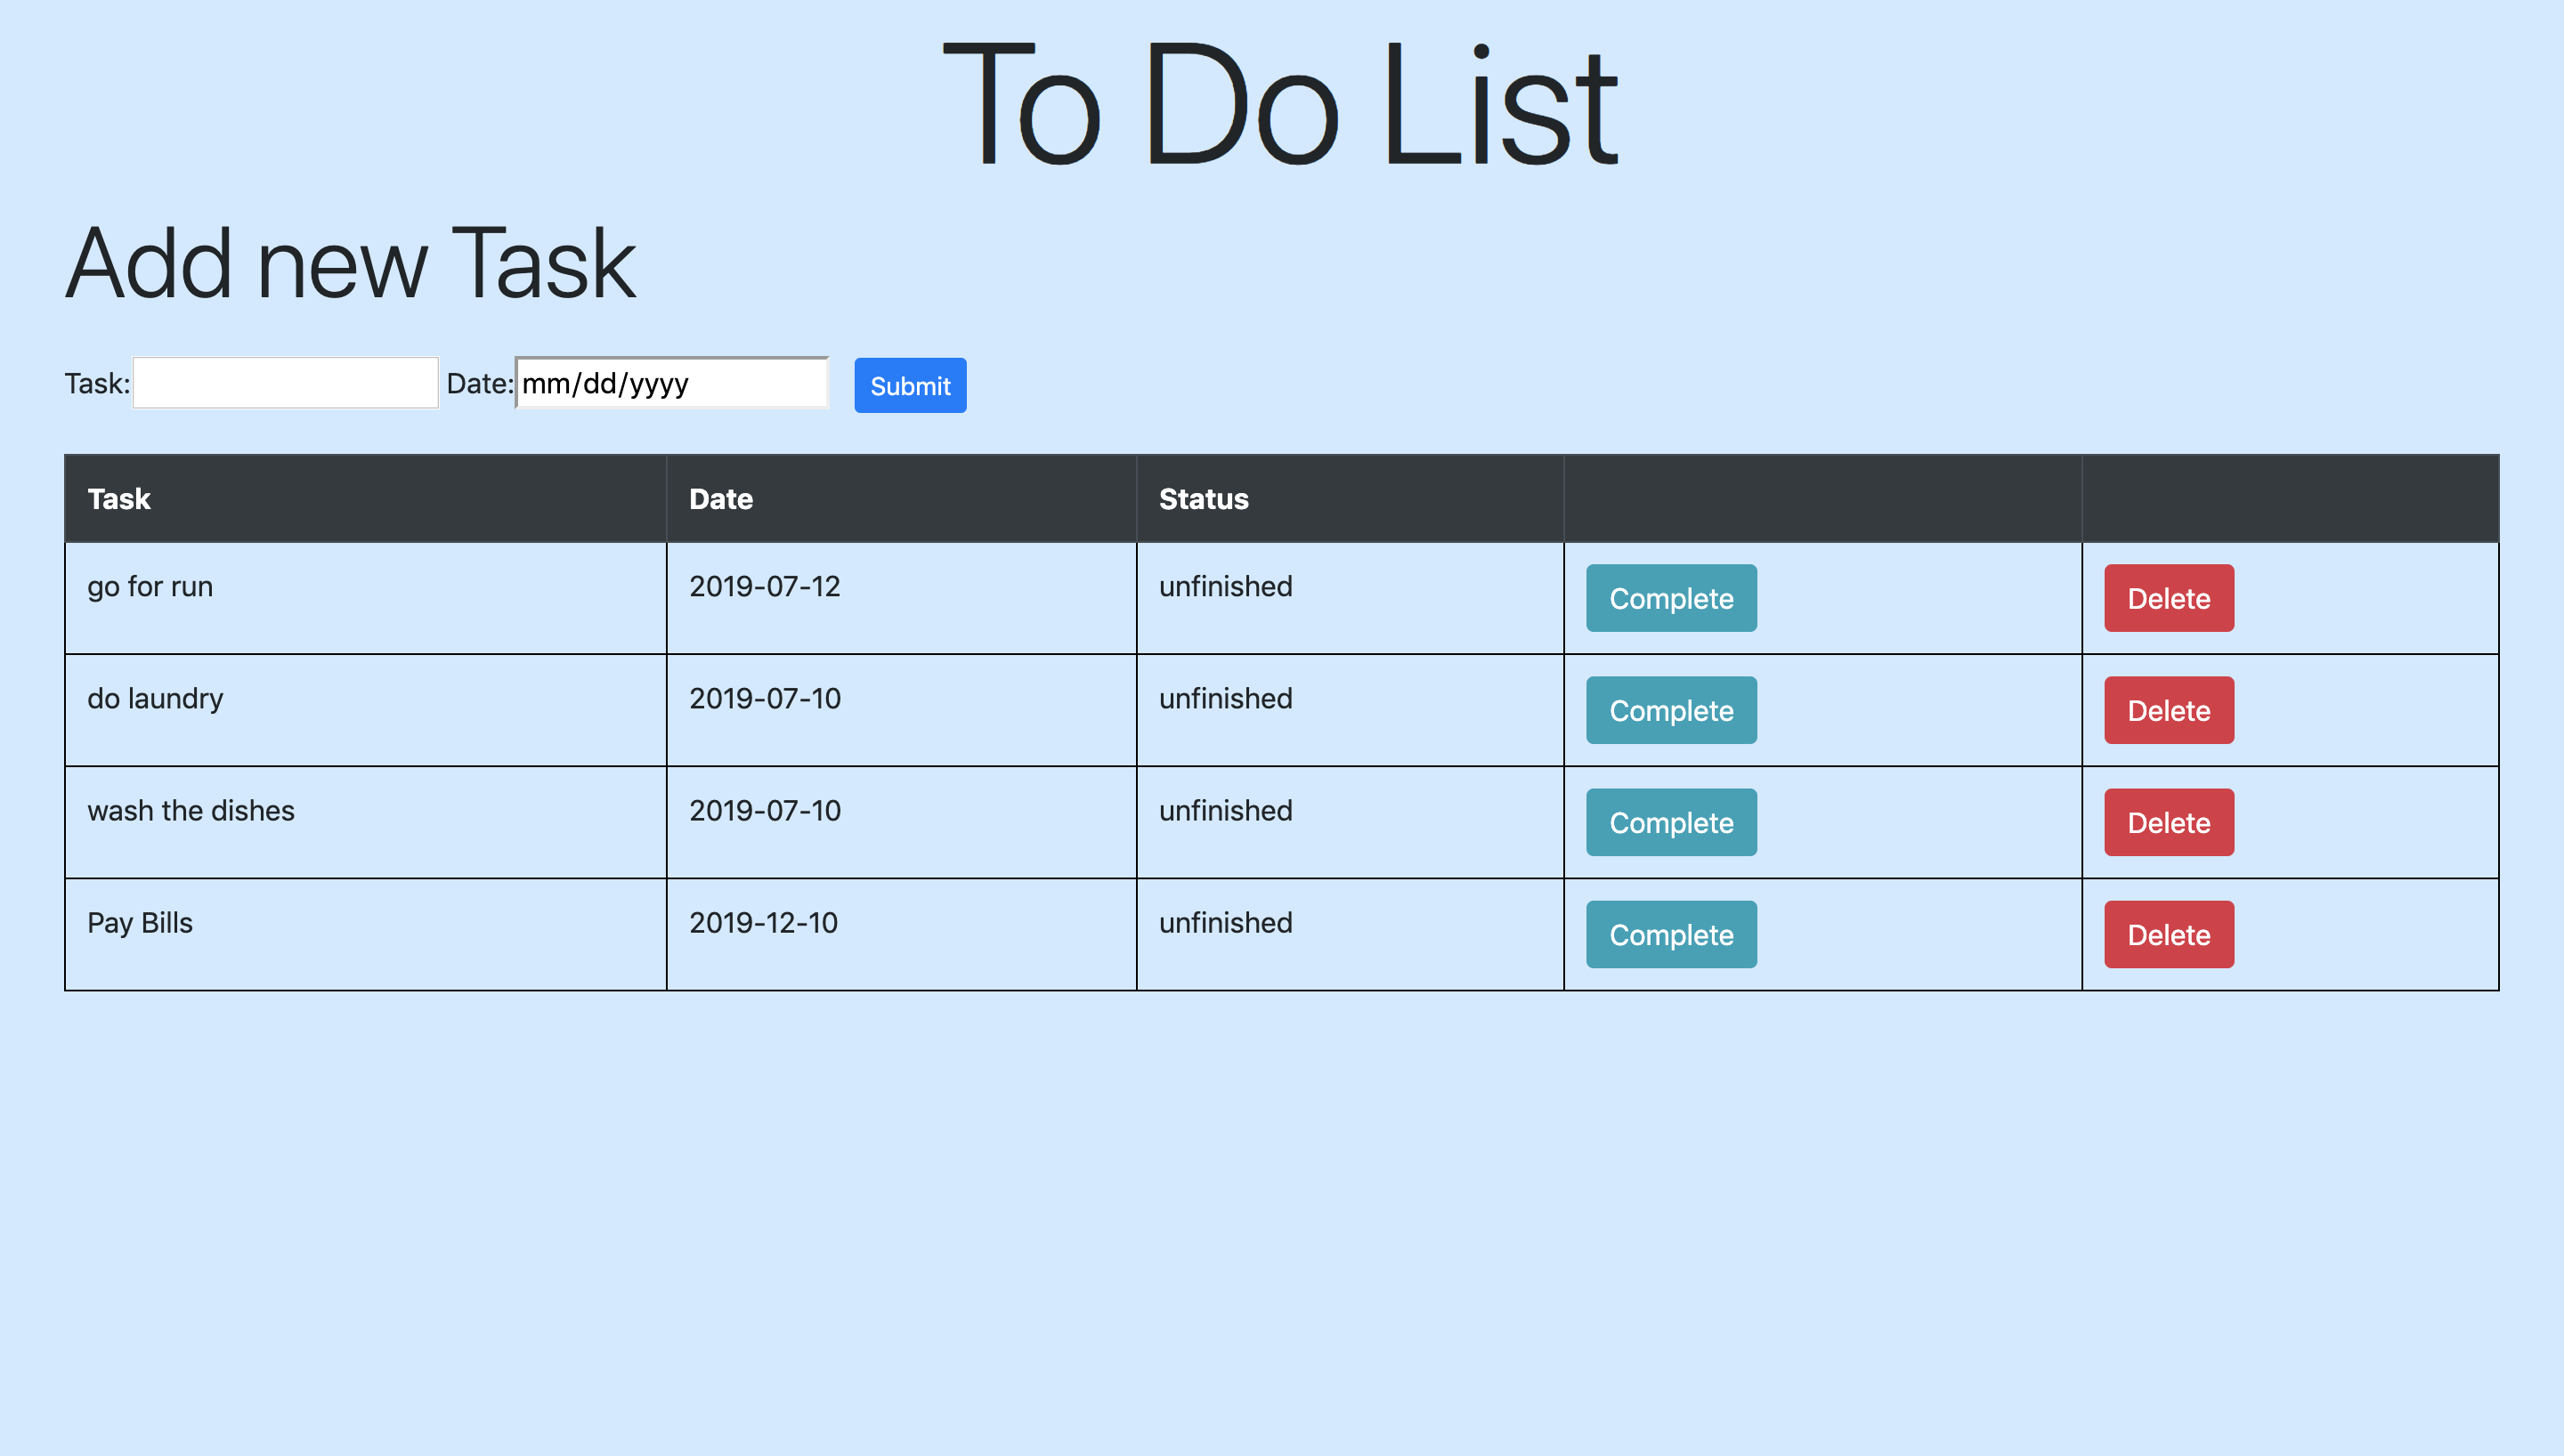 To Do List
Add new Task
Task: Date: mm/dd/yyyy Submit
Task Date Status
go for run 2019-07-12 unfinished Complete Delete
do laundry 2019-07-10 unfinished Complete Delete
wash the dishes 2019-07-10 unfinished Complete Delete
Pay Bills 2019-12-10 unfinished Complete Delete